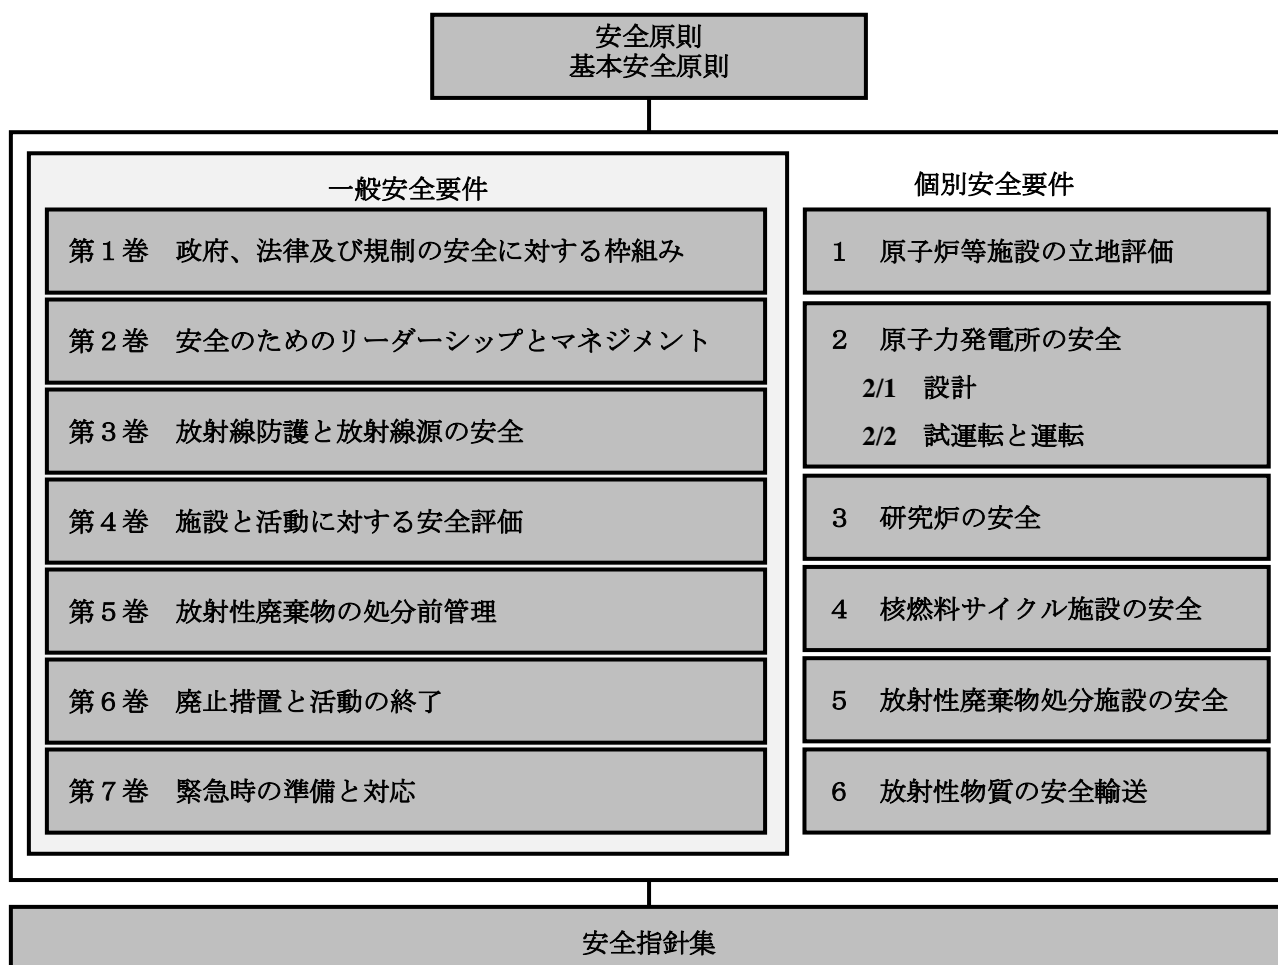 安全原則
基本安全原則
一般安全要件
第１巻　政府、法律及び規制の安全に対する枠組み
第２巻　安全のためのリーダーシップとマネジメント
第３巻　放射線防護と放射線源の安全
第４巻　施設と活動に対する安全評価
第５巻　放射性廃棄物の処分前管理
第６巻　廃止措置と活動の終了
第７巻　緊急時の準備と対応
個別安全要件
１　原子炉等施設の立地評価
２　原子力発電所の安全
2/1　設計
2/2　試運転と運転
３　研究炉の安全
４　核燃料サイクル施設の安全
５　放射性廃棄物処分施設の安全
６　放射性物質の安全輸送
安全指針集